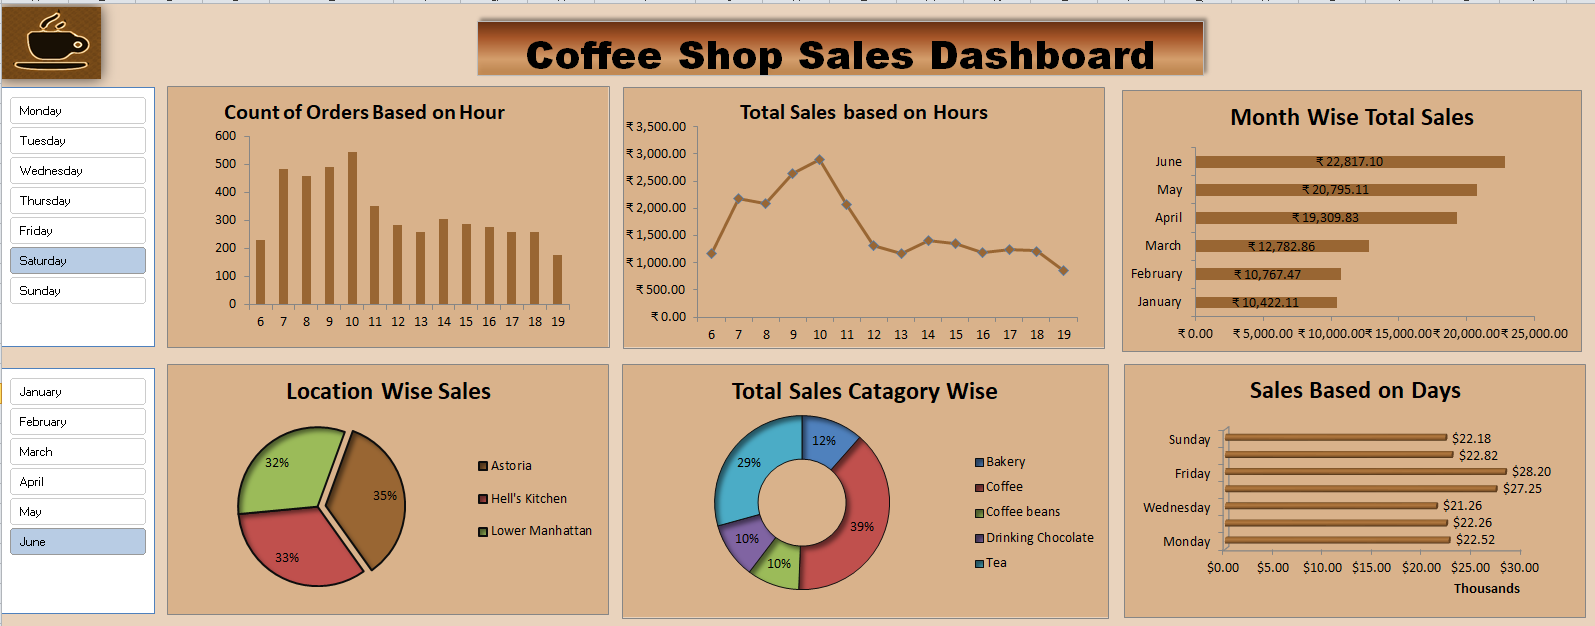 Coffee Shop Sales Dashboard
Monday
Tuesday
Wednesday
Thursday
Friday
Saturday
Sunday
Count of Orders Based on Hour
600
500
400
300
200
100
0
6 7 8 9 10 11 12 13 14 15 16 17 18 19
Total Sales based on Hours
₹ 3,500.00
₹ 3,000.00
₹ 2,500.00
₹ 2,000.00
₹ 1,500.00
₹ 1,000.00
₹ 500.00
₹ 0.00
6 7 8 9 10 11 12 13 14 15 16 17 18 19
Month Wise Total Sales
June ₹ 22,817.10
May ₹ 20,795.11
April ₹ 19,309.83
March ₹ 12,782.86
February ₹ 10,767.47
January ₹ 10,422.11
₹ 0.00 ₹ 5,000.00 ₹ 10,000.00 ₹ 15,000.00 ₹ 20,000.00 ₹ 25,000.00
January
February
March
April
May
June
Location Wise Sales
32%
35%
33%
Astoria
Hell's Kitchen
Lower Manhattan
Total Sales Catagory Wise
12%
29%
39%
10%
10%
Bakery
Coffee
Coffee beans
Drinking Chocolate
Tea
Sales Based on Days
Sunday $22.18
$22.82
Friday $28.20
$27.25
Wednesday $21.26
$22.26
Monday $22.52
$0.00 $5.00 $10.00 $15.00 $20.00 $25.00 $30.00
Thousands